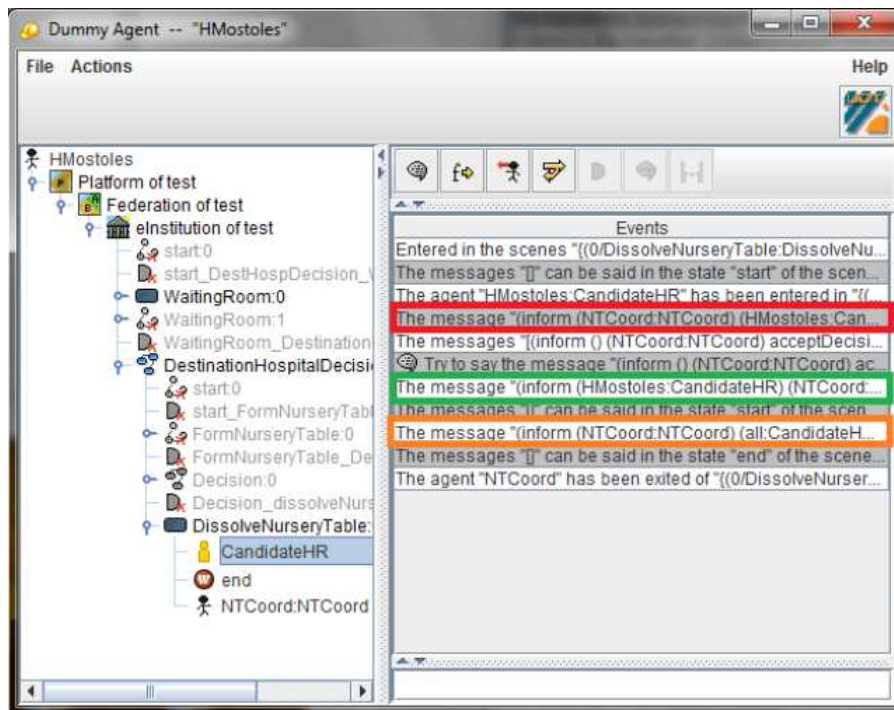 Dummy Agent -- "HMostoles"
File Actions Help
HMostoles
Platform of test
Federation of test
eInstitution of test
start:0
start_DestHospDecision_
WaitingRoom:0
WaitingRoom:1
WaitingRoom_Destination
DestinationHospitalDecisi
start:0
start_FormNurseryTabl
FormNurseryTable:0
FormNurseryTable_De
Decision:0
Decision_dissolveNurs
DissolveNurseryTable:
CandidateHR
end
NTCoord:NTCoord
Events
Entered in the scenes "{(0/DissolveNurseryTable:DissolveNu...
The messages "[]" can be said in the state "start" of the scen...
The agent "HMostoles:CandidateHR" has been entered in "{(...
The message "(inform (NTCoord:NTCoord) (HMostoles:Can...
The messages "[(inform () (NTCoord:NTCoord) acceptDecisi...
Try to say the message "(inform () (NTCoord:NTCoord) ac...
The message "(inform (HMostoles:CandidateHR) (NTCoord:...
The messages "[]" can be said in the state "start" of the scen...
The message "(inform (NTCoord:NTCoord) (all:CandidateH...
The messages "[]" can be said in the state "end" of the scene...
The agent "NTCoord" has been exited of "{(0/DissolveNurser...